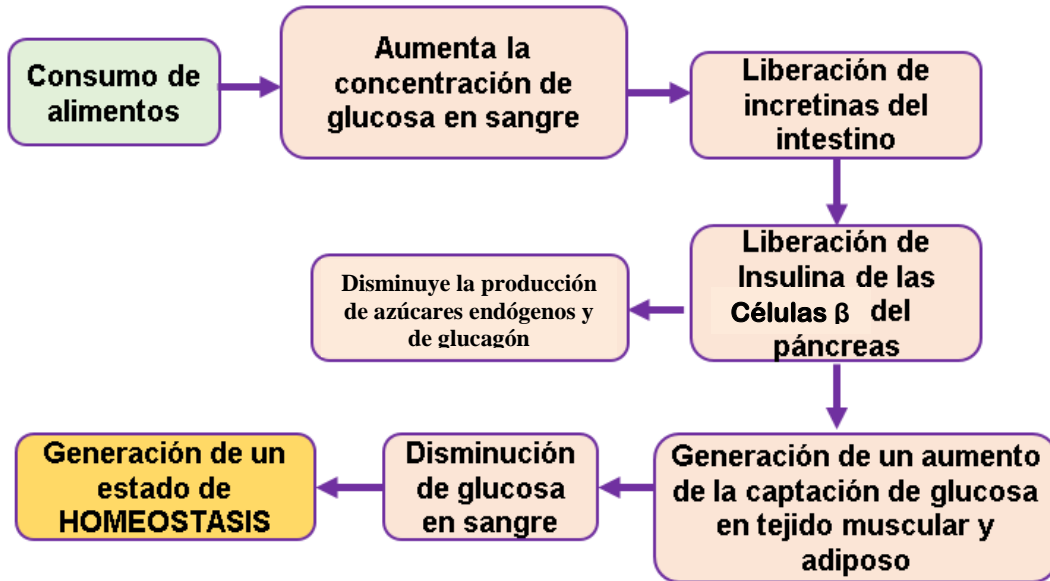 Consumo de
alimentos
Aumenta la
concentración de
glucosa en sangre
Liberación de
incretinas del
intestino
Liberación de
Insulina de las
Células β del
páncreas
Disminuye la producción
de azúcares endógenos y
de glucagón
Generación de un aumento
de la captación de glucosa
en tejido muscular y
adiposo
Disminución
de glucosa
en sangre
Generación de un
estado de
HOMEOSTASIS